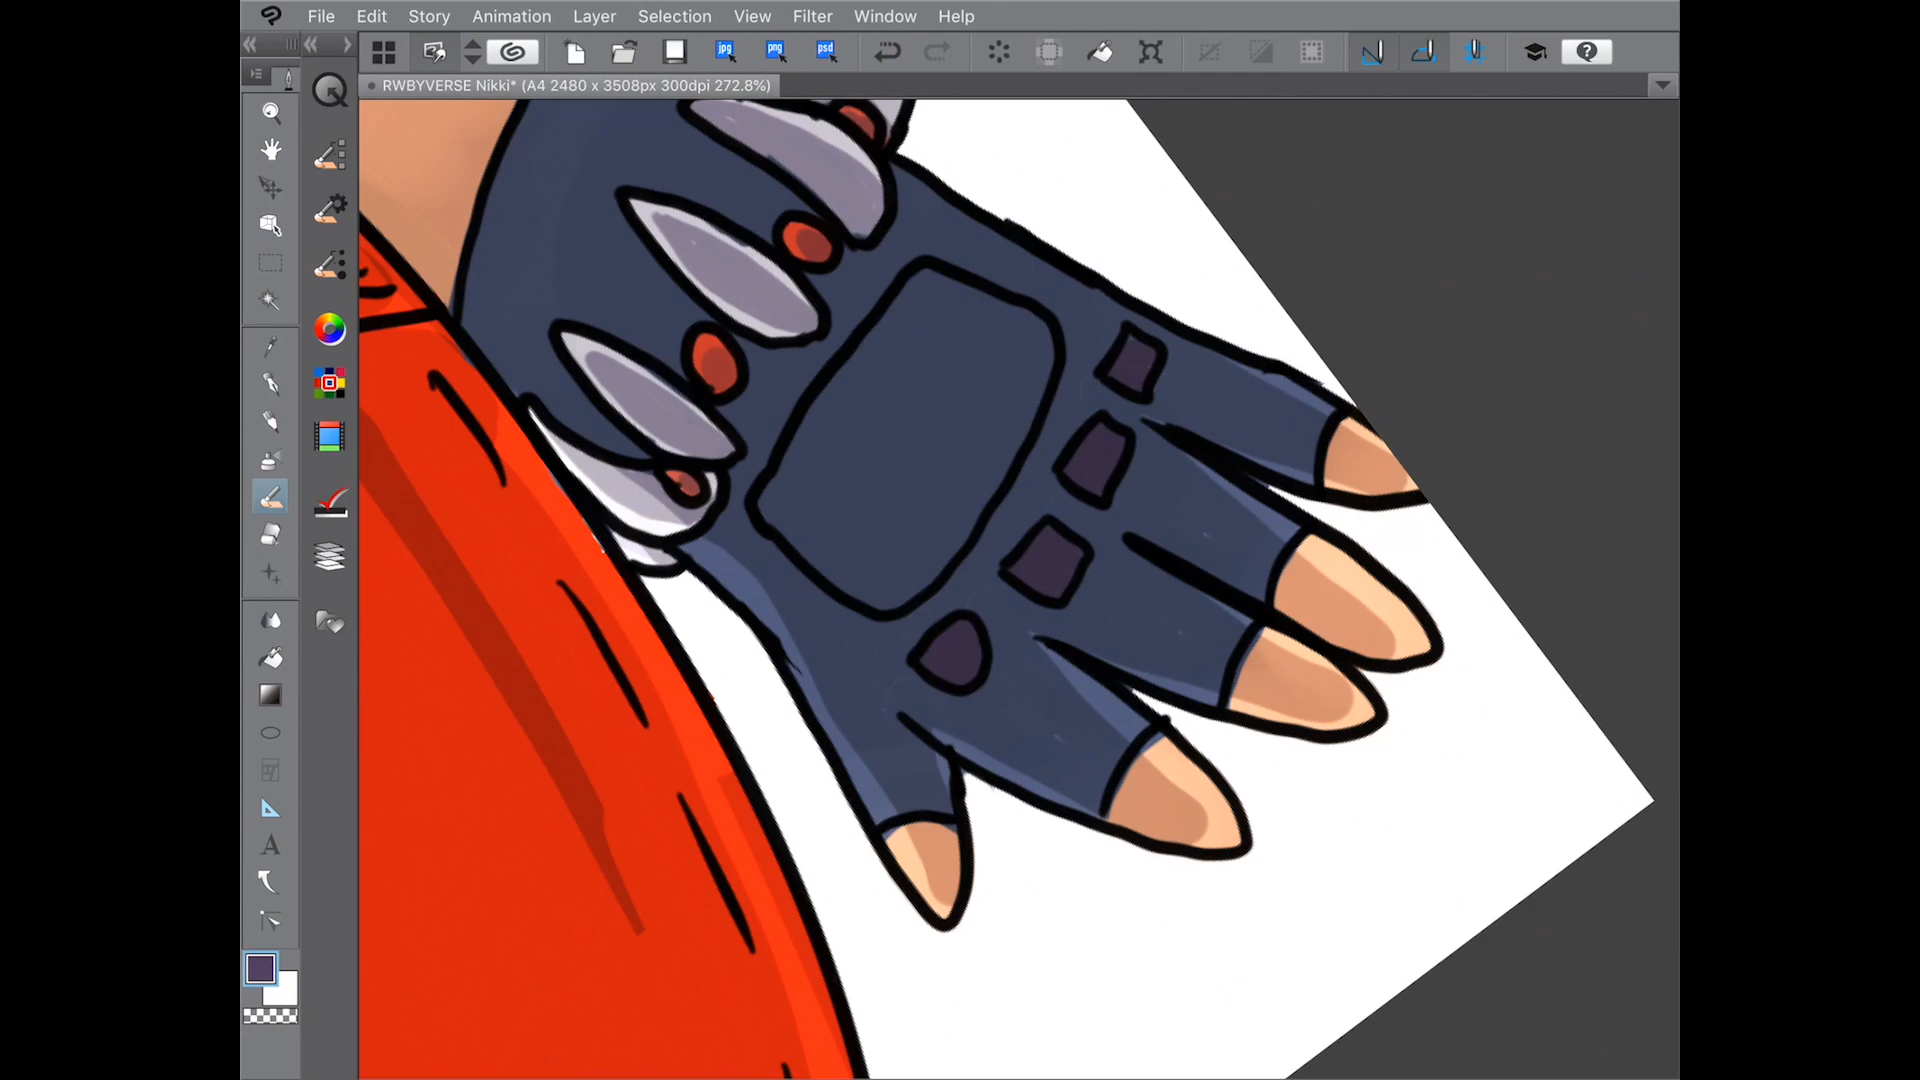 File Edit Story Animation Layer Selection View Filter Window Help
jpg png psd
RWBYVERSE Nikki* (A4 2480 x 3508px 300dpi 272.8%)
A